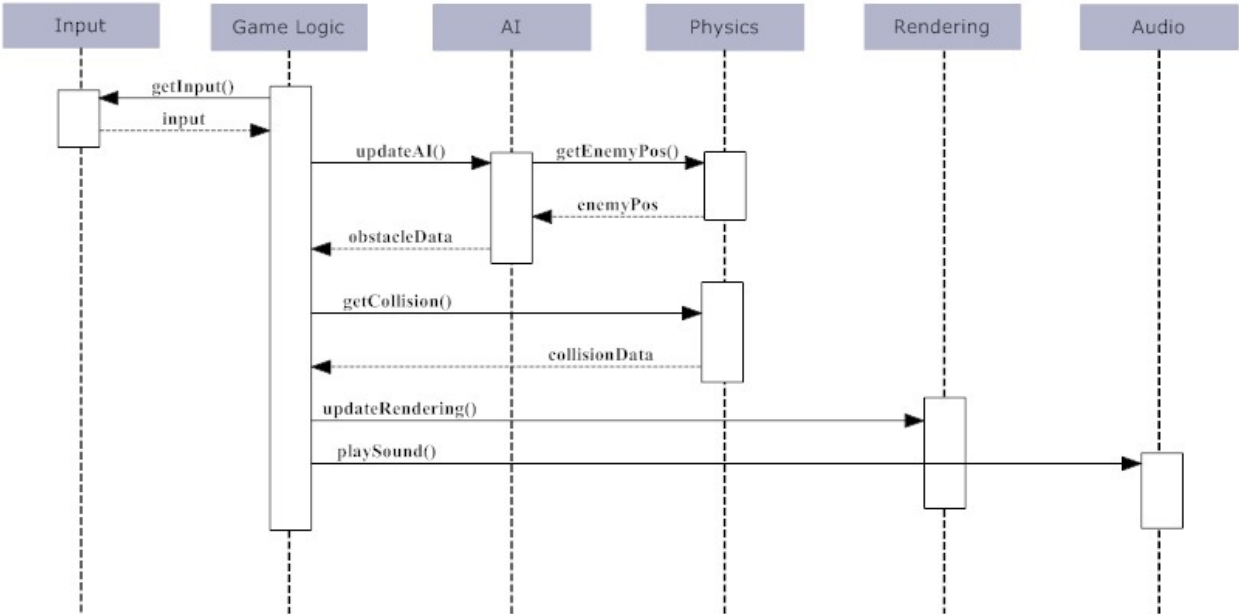 Input
Game Logic
AI
Physics
Rendering
Audio
getInput()
input
updateAI()
getEnemyPos()
enemyPos
obstacleData
getCollision()
collisionData
updateRendering()
playSound()